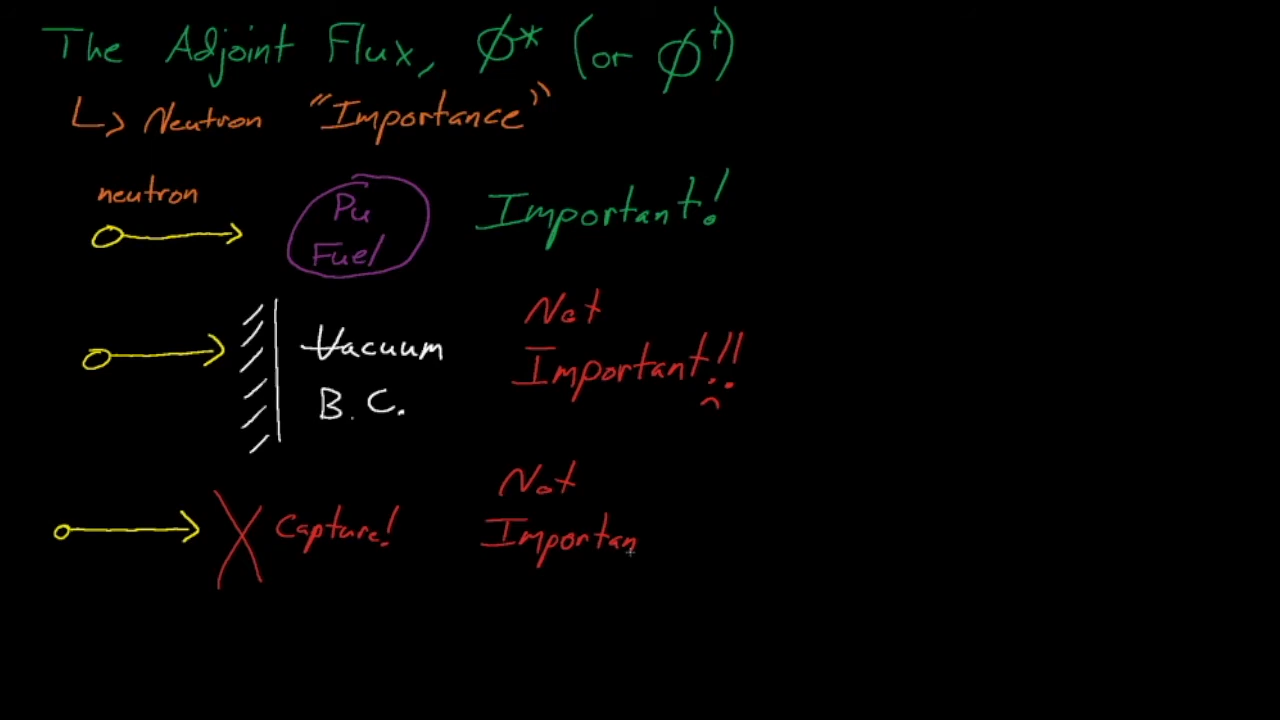 The Adjoint Flux, ϕ* (or ϕ†)
↳ Neutron "Importance"
neutron
Pu
Fuel
Important!
Vacuum
B.C.
Not
Important!!
Capture!
Not
Importan